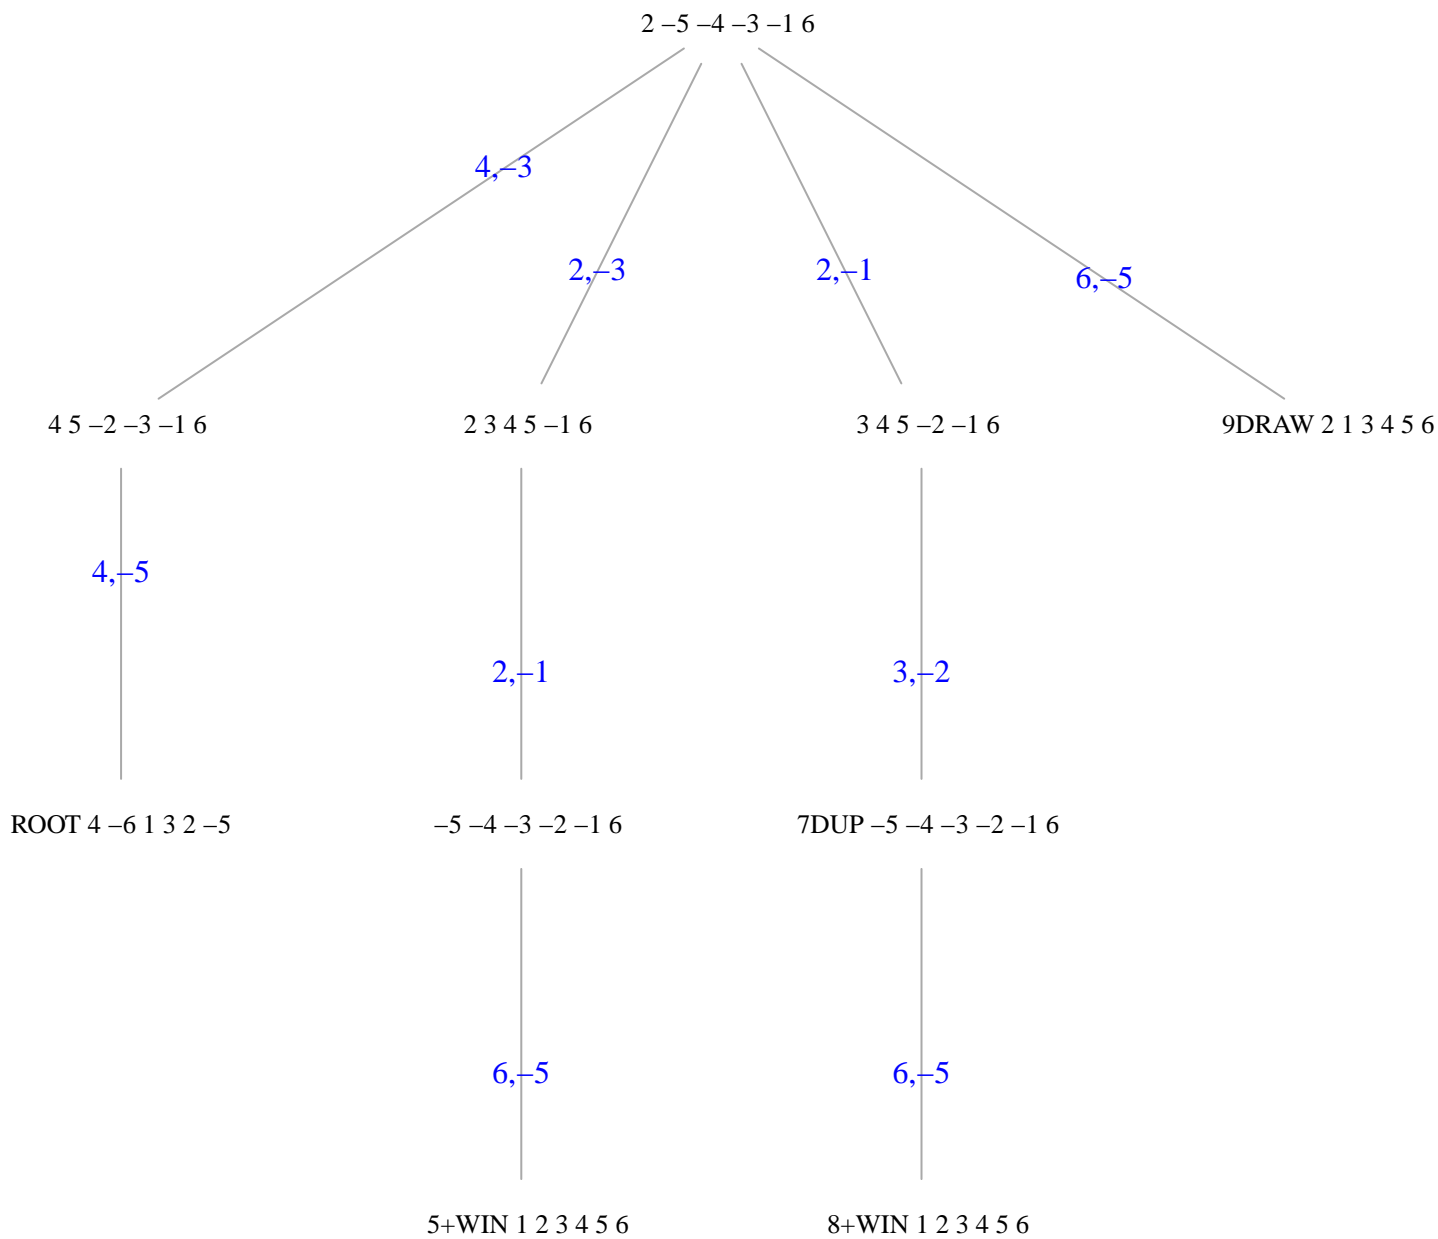 2 –5 –4 –3 –1 6
4,–3
2,–3
2,–1
6,–5
4 5 –2 –3 –1 6
2 3 4 5 –1 6
3 4 5 –2 –1 6
9DRAW 2 1 3 4 5 6
4,–5
2,–1
3,–2
ROOT 4 –6 1 3 2 –5
–5 –4 –3 –2 –1 6
7DUP –5 –4 –3 –2 –1 6
6,–5
6,–5
5+WIN 1 2 3 4 5 6
8+WIN 1 2 3 4 5 6